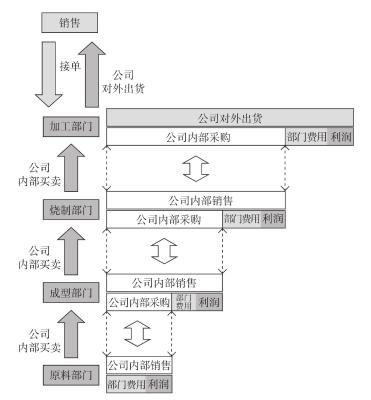 销售
接单
公司
对外出货
公司对外出货
加工部门
公司内部采购 部门费用 利润
公司
内部买卖
公司内部销售
烧制部门
公司内部采购 部门费用 利润
公司
内部买卖
公司内部销售
成型部门
公司内部采购 部门费用 利润
公司
内部买卖
公司内部销售
原料部门
部门费用 利润